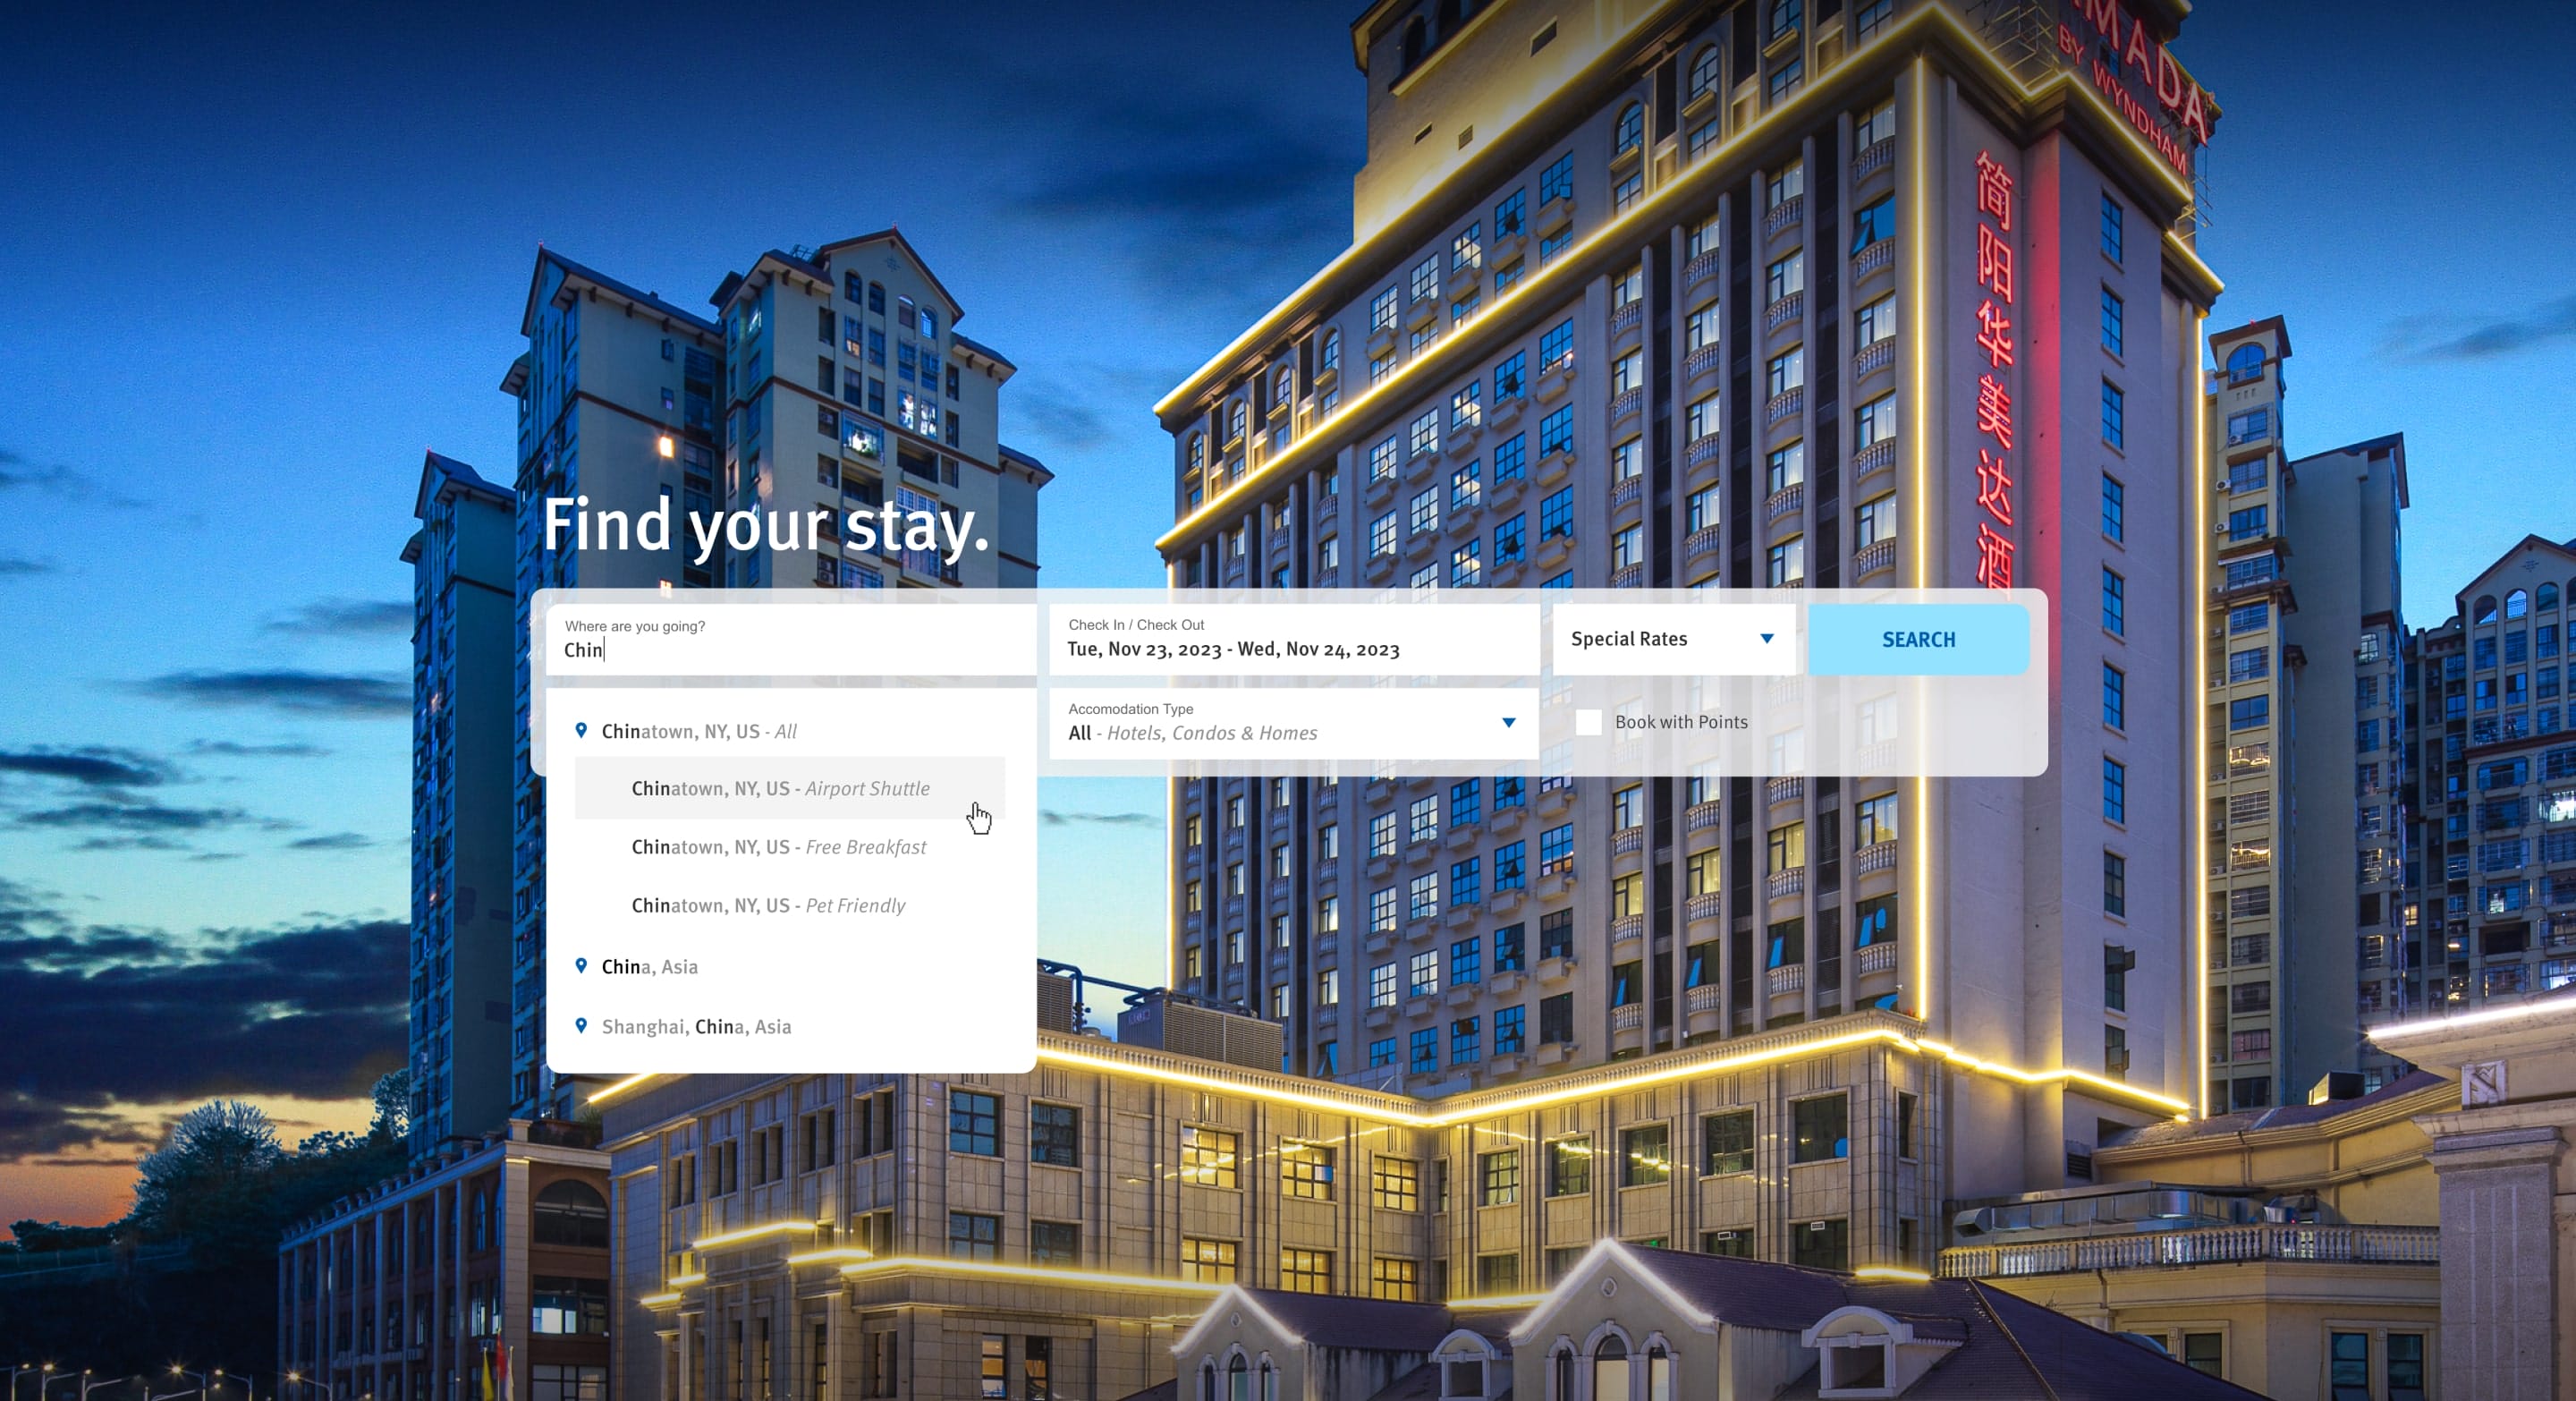 MADA
BY WYNDHAM
简阳华美达酒
Find your stay.
Where are you going?
Chin
Check In / Check Out
Tue, Nov 23, 2023 - Wed, Nov 24, 2023
Special Rates
SEARCH
Chinatown, NY, US - All
Chinatown, NY, US - Airport Shuttle
Chinatown, NY, US - Free Breakfast
Chinatown, NY, US - Pet Friendly
China, Asia
Shanghai, China, Asia
Accomodation Type
All - Hotels, Condos & Homes
Book with Points